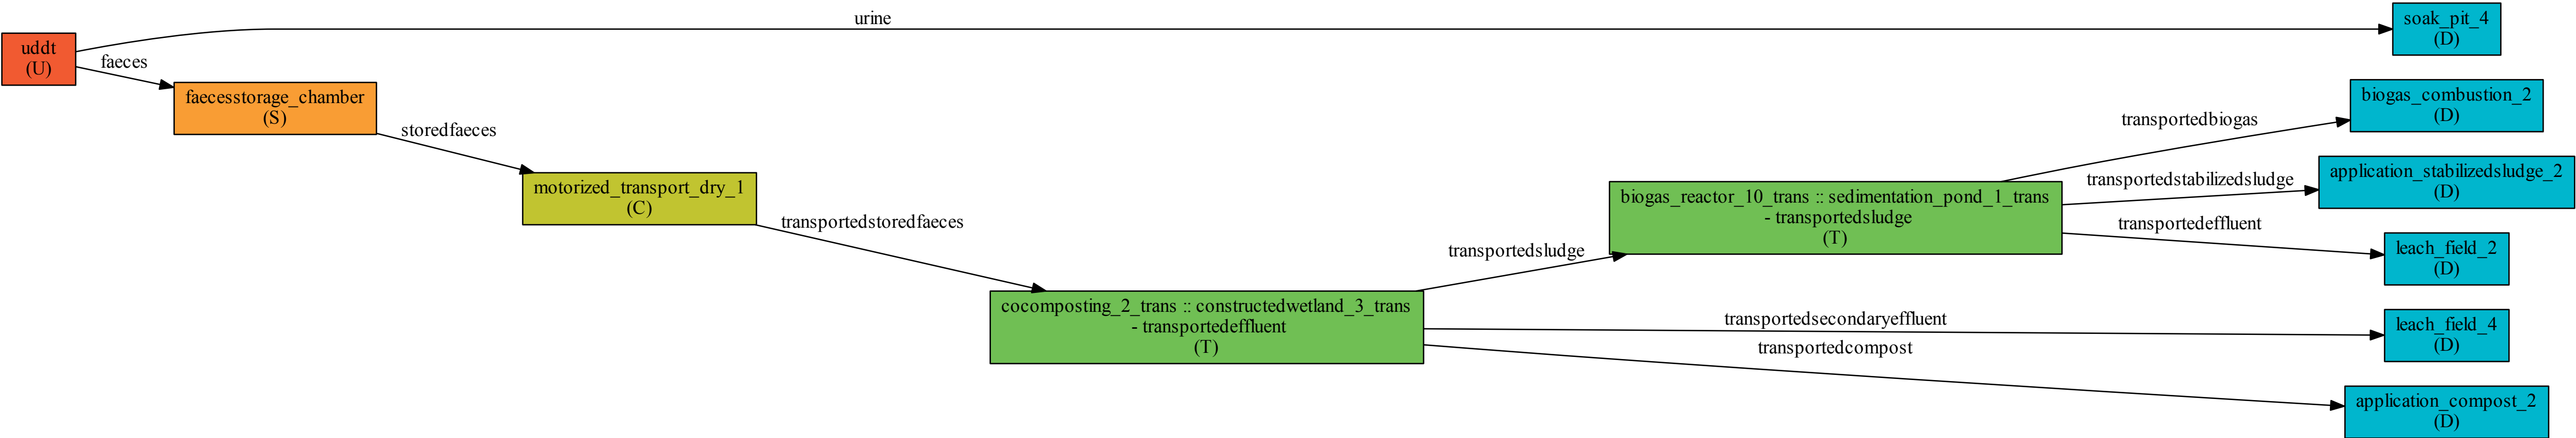 urine
soak_pit_4
(D)
uddt
(U)
faeces
faecesstorage_chamber
(S)
storedfaeces
motorized_transport_dry_1
(C)
transportedstoredfaeces
cocomposting_2_trans :: constructedwetland_3_trans
- transportedeffluent
(T)
transportedsludge
biogas_reactor_10_trans :: sedimentation_pond_1_trans
- transportedsludge
(T)
transportedbiogas
biogas_combustion_2
(D)
transportedstabilizedsludge
application_stabilizedsludge_2
(D)
transportedeffluent
leach_field_2
(D)
transportedsecondaryeffluent
leach_field_4
(D)
transportedcompost
application_compost_2
(D)